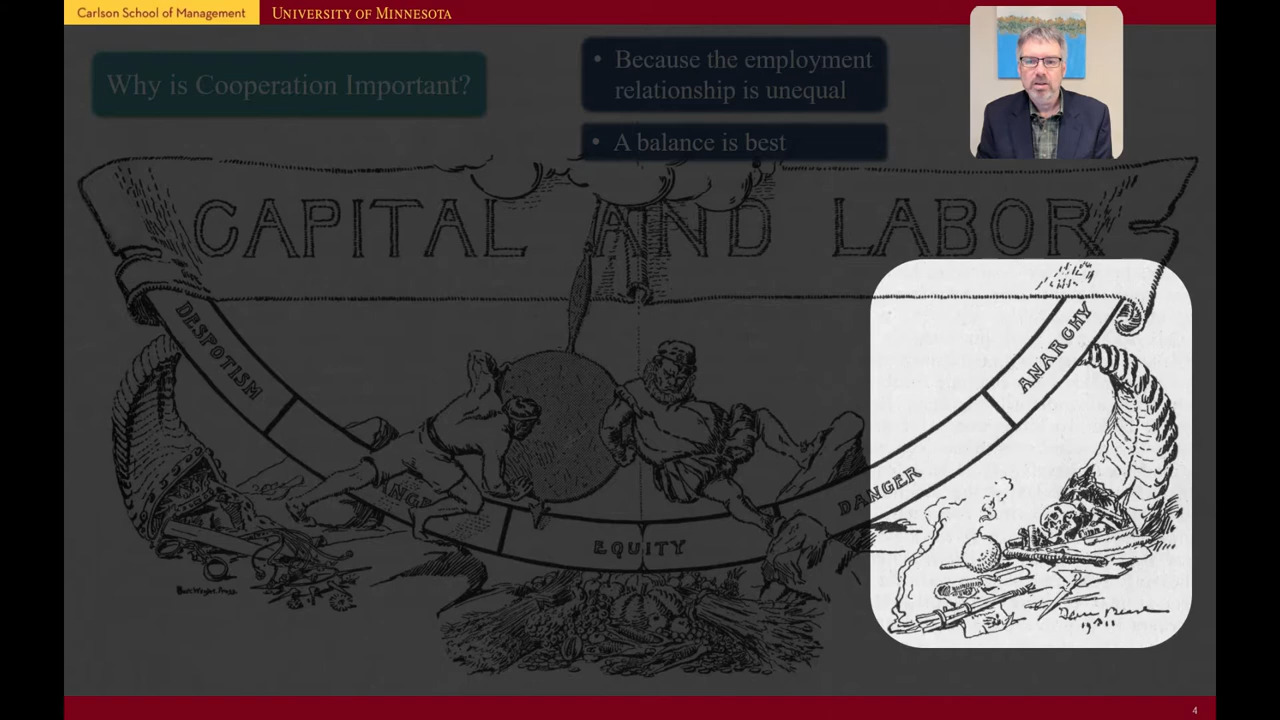 Carlson School of Management
UNIVERSITY OF MINNESOTA
Why is Cooperation Important?
• Because the employment
relationship is unequal
• A balance is best
CAPITAL AND LABOR
DESPOTISM
EQUITY
DANGER
ANARCHY
4